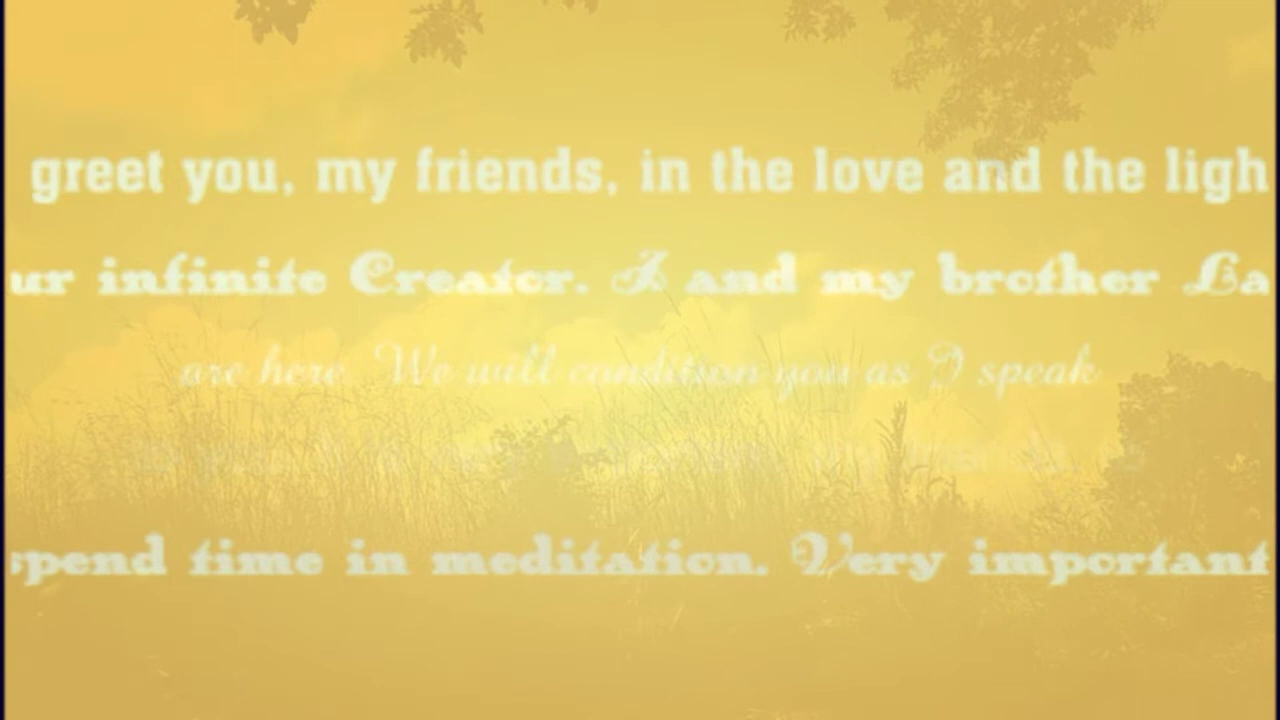 greet you, my friends, in the love and the ligh
ur infinite Creator. I and my brother La
are here. We will condition you as I speak
spend time in meditation. Very important